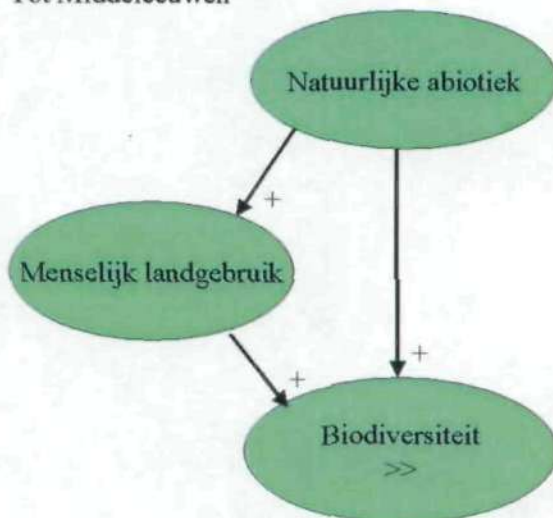 Tot Middeleeuwen
Natuurlijke abiotiek
+
Menselijk landgebruik
+
+
Biodiversiteit
>>